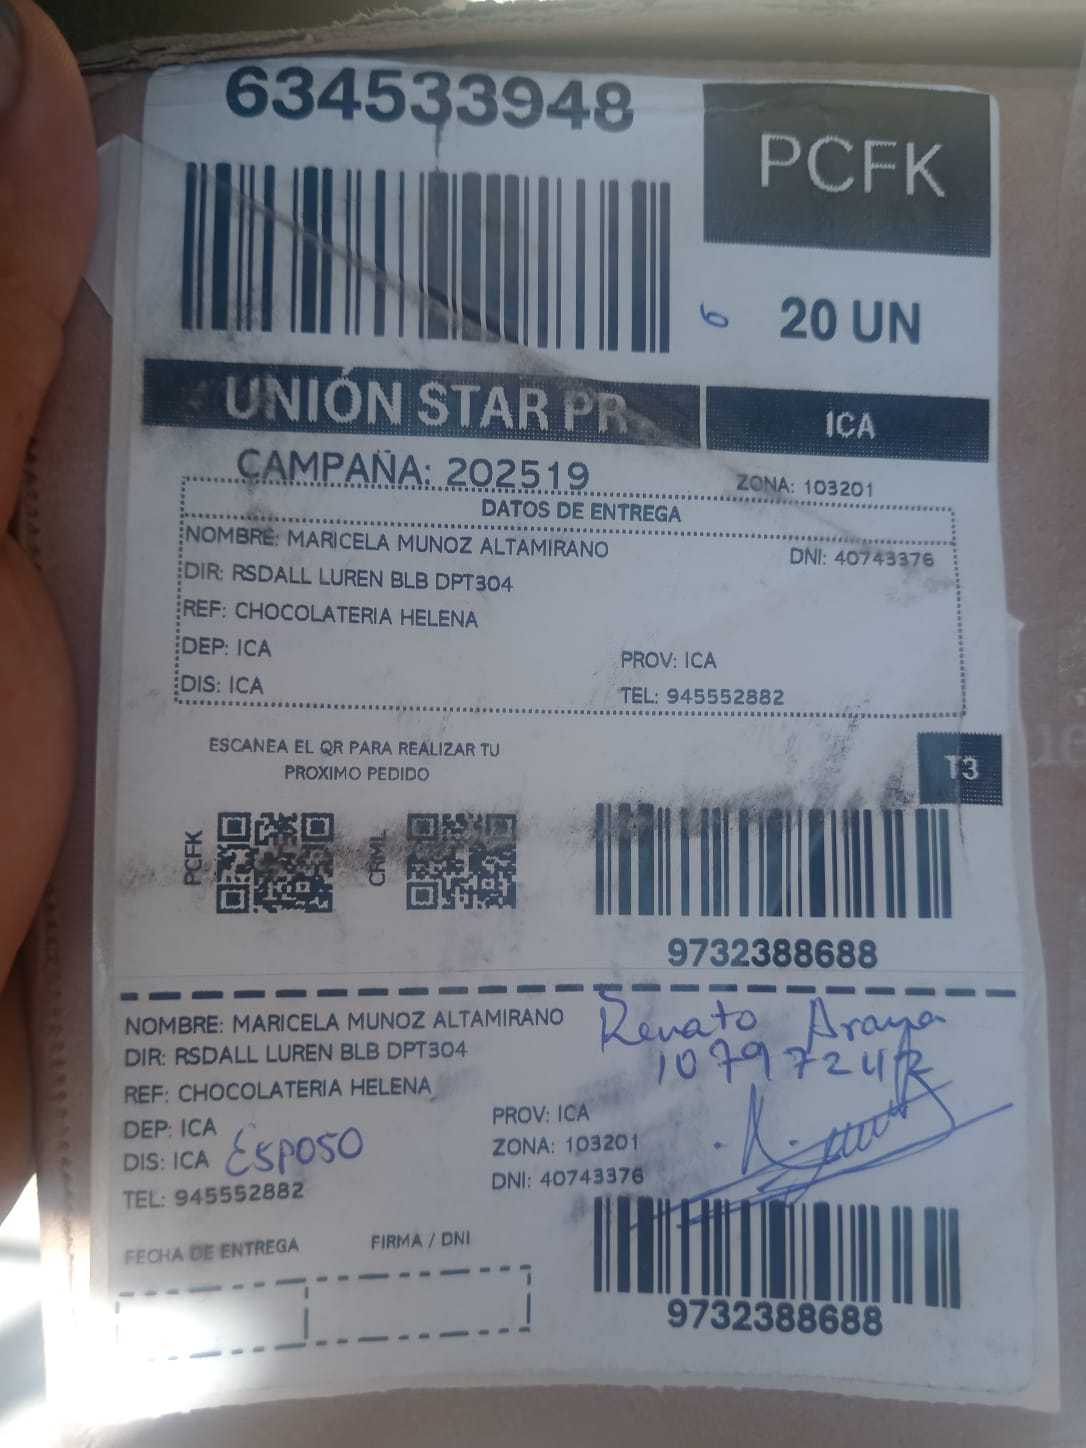 634533948
PCFK
6
20 UN
UNIÓN STAR PR
ICA
CAMPAÑA: 202519
ZONA: 103201
DATOS DE ENTREGA
NOMBRE: MARICELA MUNOZ ALTAMIRANO
DNI: 40743376
DIR: RSDALL LUREN BLB DPT304
REF: CHOCOLATERIA HELENA
DEP: ICA
PROV: ICA
DIS: ICA
TEL: 945552882
ESCANEA EL QR PARA REALIZAR TU
PROXIMO PEDIDO
T3
PCFK
CRML
9732388688
NOMBRE: MARICELA MUNOZ ALTAMIRANO
Renato Araya
DIR: RSDALL LUREN BLB DPT304
REF: CHOCOLATERIA HELENA
DEP: ICA
PROV: ICA
DIS: ICA
Esposo
ZONA: 103201
TEL: 945552882
DNI: 40743376
FECHA DE ENTREGA
FIRMA / DNI
9732388688